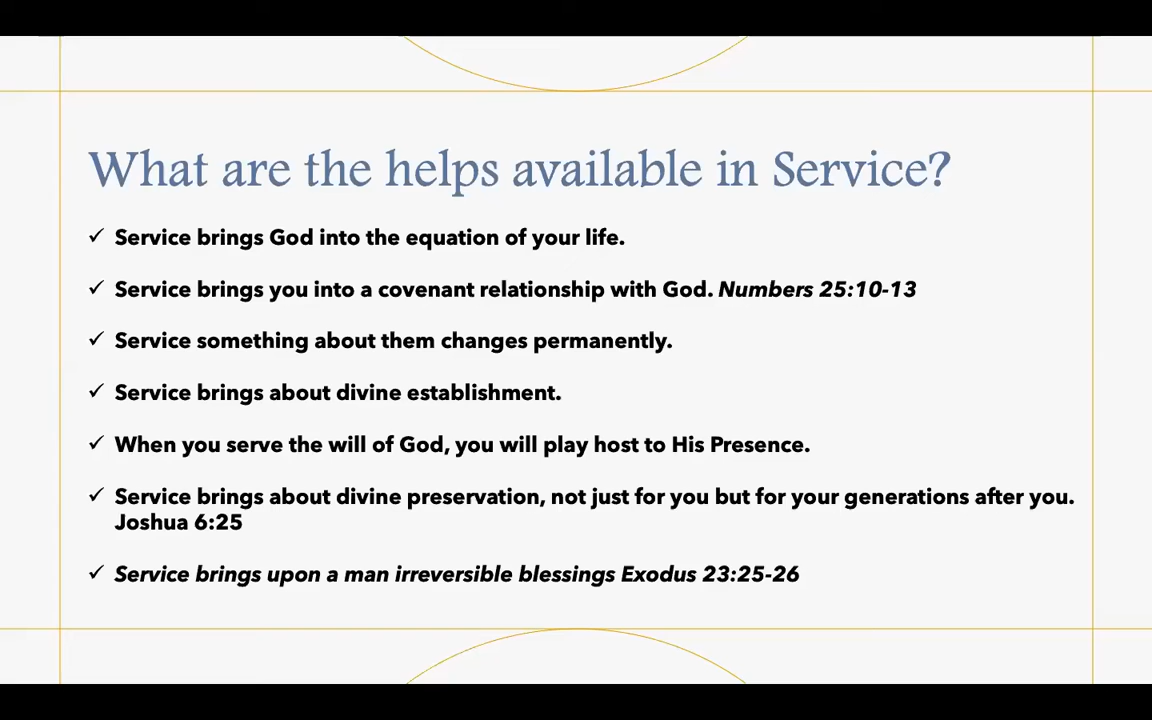 What are the helps available in Service?
✓ Service brings God into the equation of your life.
✓ Service brings you into a covenant relationship with God. Numbers 25:10-13
✓ Service something about them changes permanently.
✓ Service brings about divine establishment.
✓ When you serve the will of God, you will play host to His Presence.
✓ Service brings about divine preservation, not just for you but for your generations after you.
Joshua 6:25
✓ Service brings upon a man irreversible blessings Exodus 23:25-26